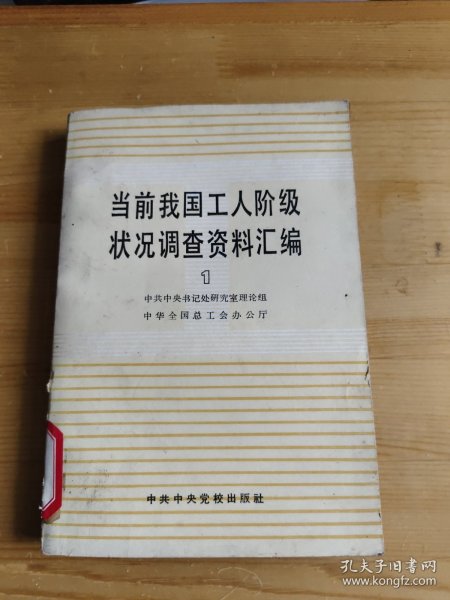 当前我国工人阶级
状况调查资料汇编
1
中共中央书记处研究室理论组
中华全国总工会办公厅
中共中央党校出版社
孔夫子旧书网
www.kongfz.com